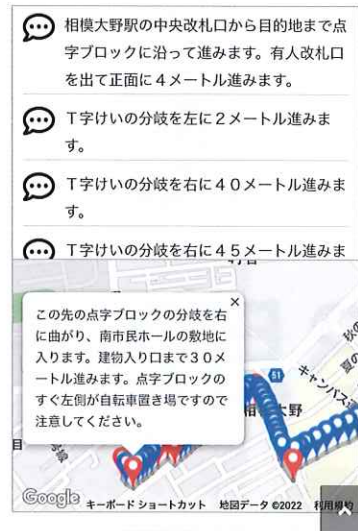 相模大野駅の中央改札口から目的地まで点
字ブロックに沿って進みます。有人改札口
を出て正面に4メートル進みます。
T字けいの分岐を左に2メートル進みま
す。
T字けいの分岐を右に40メートル進みま
す。
T字けいの分岐を右に45メートル進みま
この先の点字ブロックの分岐を右
に曲がり、南市民ホールの敷地に
入ります。建物入り口まで30メ
ートル進みます。点字ブロックの
すぐ左側が自転車置き場ですので
注意してください。
×
51
キャンパス
大野
Google
キーボード ショートカット 地図データ ©2022 利用規約